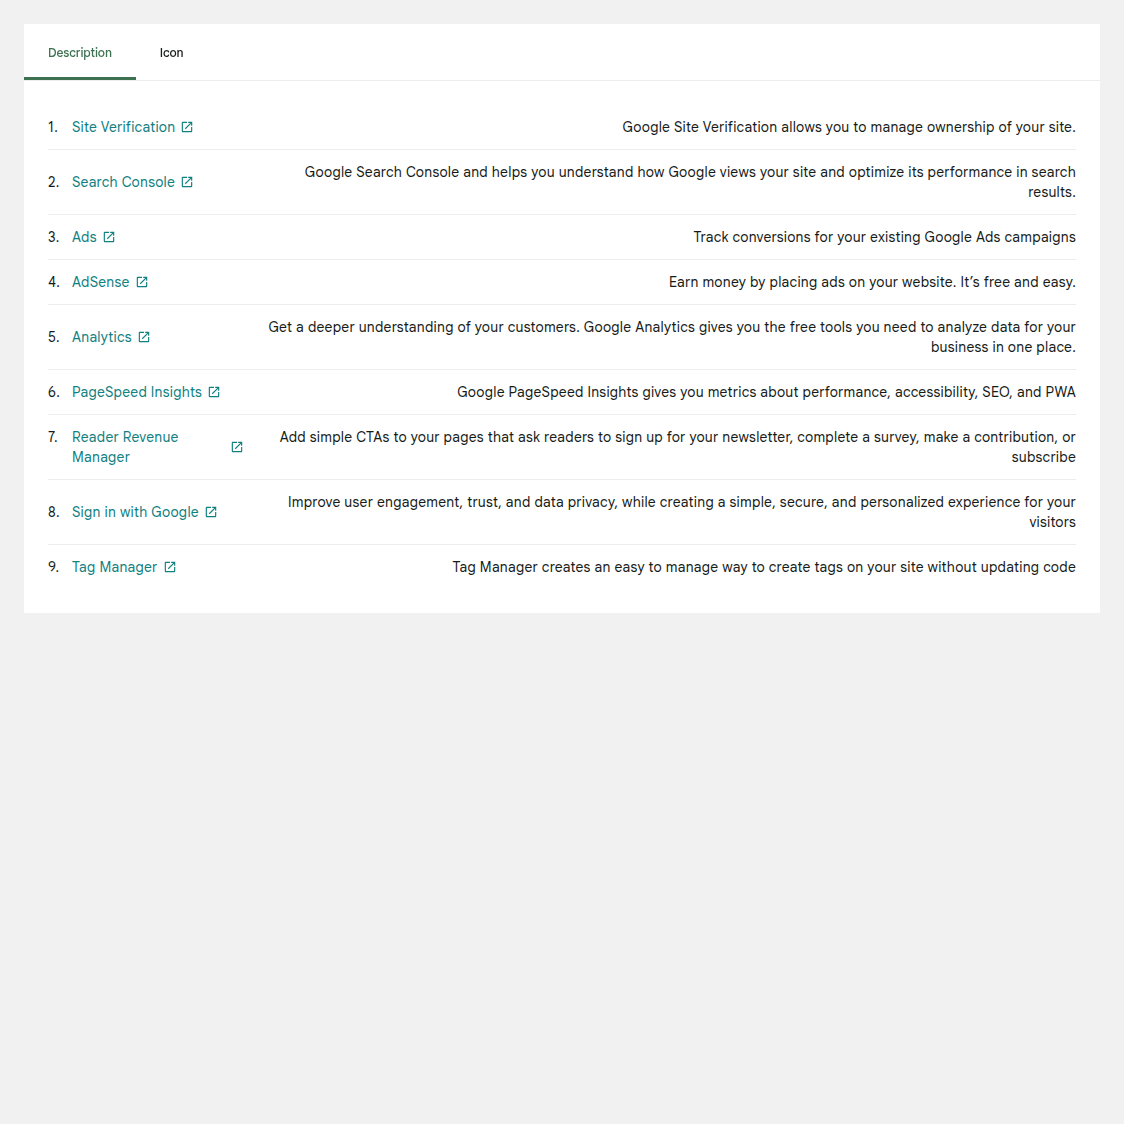 Description Icon
1. Site Verification Google Site Verification allows you to manage ownership of your site.
2. Search Console Google Search Console and helps you understand how Google views your site and optimize its performance in search
results.
3. Ads Track conversions for your existing Google Ads campaigns
4. AdSense Earn money by placing ads on your website. It’s free and easy.
5. Analytics Get a deeper understanding of your customers. Google Analytics gives you the free tools you need to analyze data for your
business in one place.
6. PageSpeed Insights Google PageSpeed Insights gives you metrics about performance, accessibility, SEO, and PWA
7. Reader Revenue
Manager Add simple CTAs to your pages that ask readers to sign up for your newsletter, complete a survey, make a contribution, or
subscribe
8. Sign in with Google Improve user engagement, trust, and data privacy, while creating a simple, secure, and personalized experience for your
visitors
9. Tag Manager Tag Manager creates an easy to manage way to create tags on your site without updating code